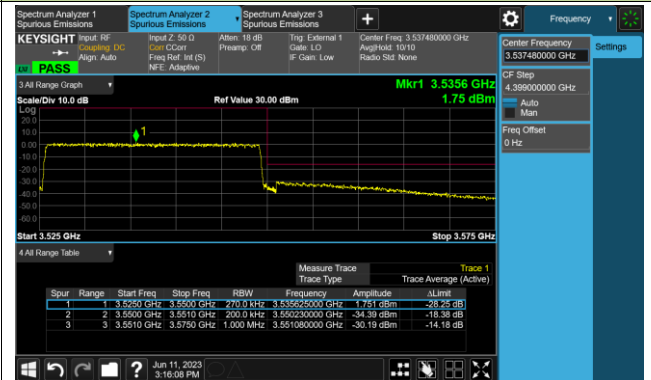 Spectrum Analyzer 1
Spurious Emissions
Spectrum Analyzer 2
Spurious Emissions
Spectrum Analyzer 3
Spurious Emissions
+
Frequency
KEYSIGHT
Input: RF
Coupling: DC
Align: Auto
Input Z: 50 Ω
Corr CCorr
Freq Ref: Int (S)
NFE: Adaptive
Atten: 18 dB
Preamp: Off
Trig: External 1
Gate: LO
IF Gain: Low
Center Freq: 3.537480000 GHz
Avg|Hold: 10/10
Radio Std: None
PASS
Center Frequency
3.537480000 GHz
Settings
CF Step
4.399000000 GHz
Auto
Man
Freq Offset
0 Hz
3 All Range Graph
Mkr1 3.5356 GHz
Scale/Div 10.0 dB
Ref Value 30.00 dBm
1.75 dBm
Log
20.0
10.0
0.00
-10.0
-20.0
-30.0
-40.0
-50.0
-60.0
1
Start 3.525 GHz
Stop 3.575 GHz
4 All Range Table
Measure Trace Trace 1
Trace Type Trace Average (Active)
Spur Range Start Freq Stop Freq RBW Frequency Amplitude ΔLimit
1 1 3.5250 GHz 3.5500 GHz 270.0 kHz 3.535625000 GHz 1.751 dBm -28.25 dB
2 2 3.5500 GHz 3.5510 GHz 200.0 kHz 3.550230000 GHz -34.39 dBm -18.38 dB
3 3 3.5510 GHz 3.5750 GHz 1.000 MHz 3.551080000 GHz -30.19 dBm -14.18 dB
?
Jun 11, 2023
3:16:08 PM